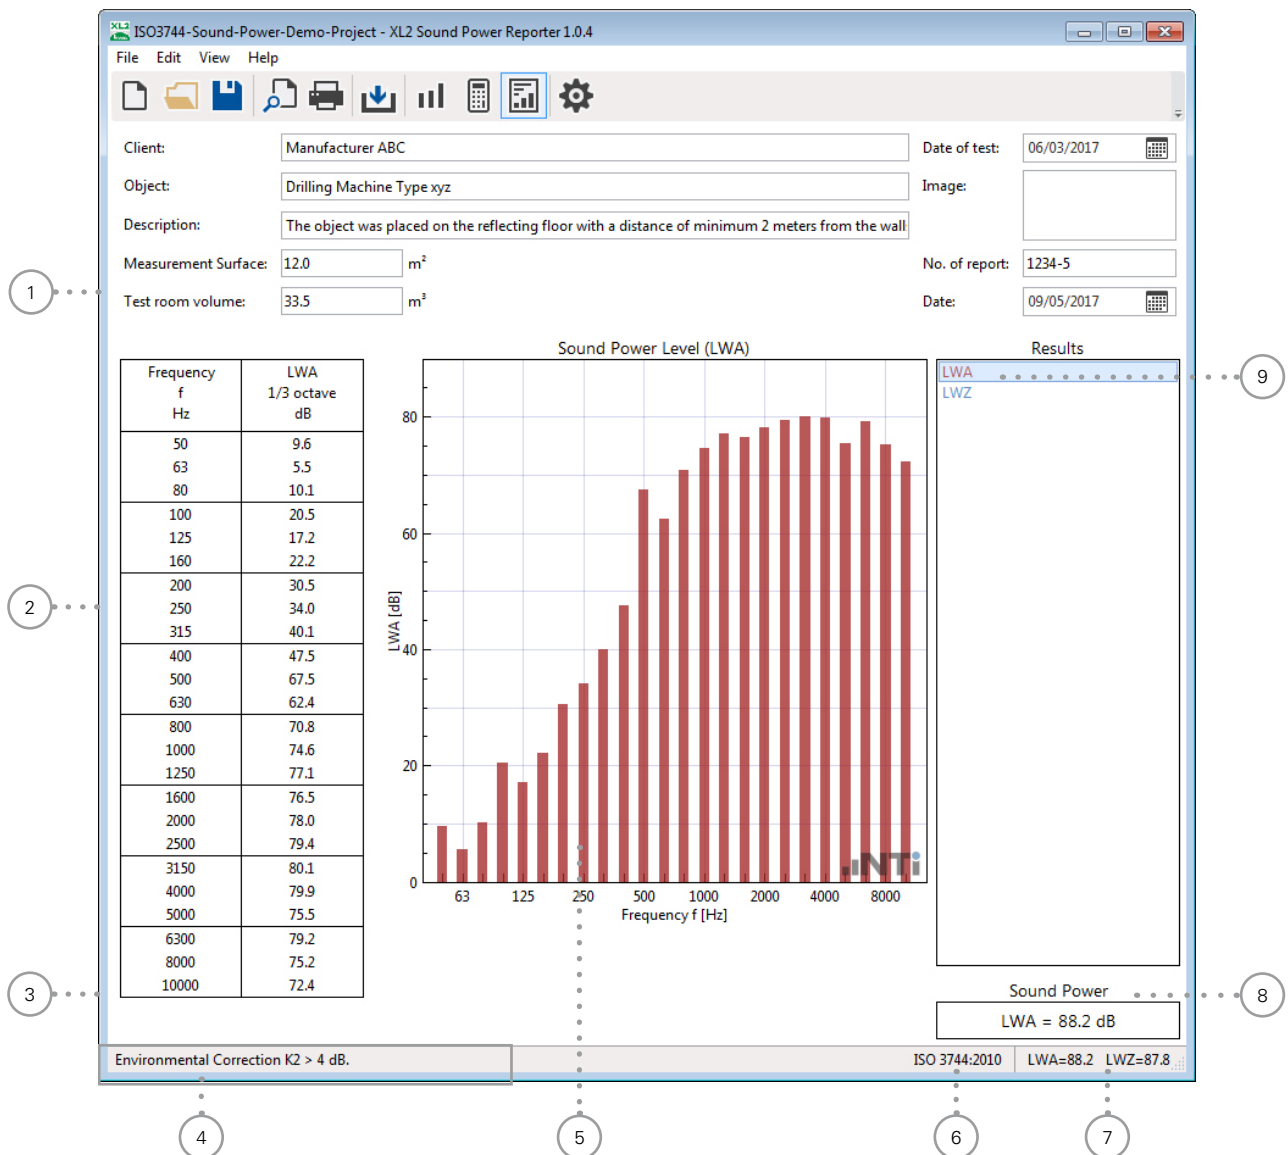 XL2
ISO3744-Sound-Power-Demo-Project - XL2 Sound Power Reporter 1.0.4
File Edit View Help
Client: Manufacturer ABC Date of test: 06/03/2017
Object: Drilling Machine Type xyz Image:
Description: The object was placed on the reflecting floor with a distance of minimum 2 meters from the wall
Measurement Surface: 12.0 m² No. of report: 1234-5
Test room volume: 33.5 m³ Date: 09/05/2017
1
Frequency LWA
f 1/3 octave
Hz dB
50 9.6
63 5.5
80 10.1
100 20.5
125 17.2
160 22.2
200 30.5
250 34.0
315 40.1
400 47.5
500 67.5
630 62.4
800 70.8
1000 74.6
1250 77.1
1600 76.5
2000 78.0
2500 79.4
3150 80.1
4000 79.9
5000 75.5
6300 79.2
8000 75.2
10000 72.4
2
3
Sound Power Level (LWA)
LWA [dB]
80
60
40
20
0
63 125 250 500 1000 2000 4000 8000
Frequency f [Hz]
NTi
Results
LWA
LWZ
9
Sound Power
LWA = 88.2 dB
8
Environmental Correction K2 > 4 dB. ISO 3744:2010 LWA=88.2 LWZ=87.8
4 5 6 7